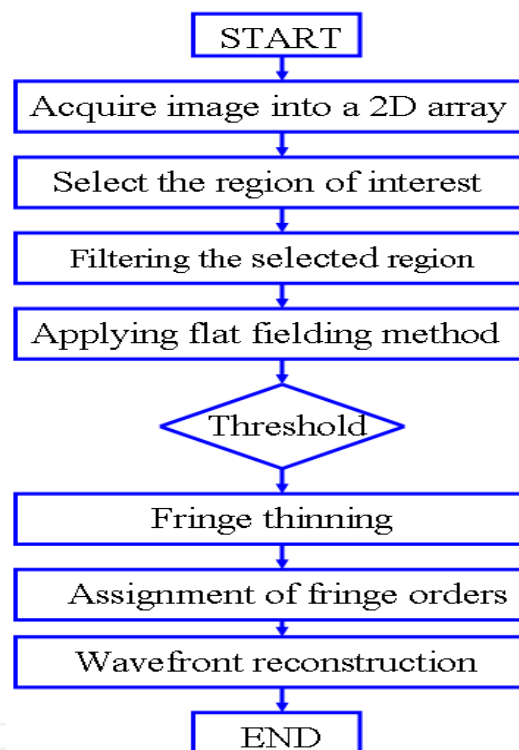 START
Acquire image into a 2D array
Select the region of interest
Filtering the selected region
Applying flat fielding method
Threshold
Fringe thinning
Assignment of fringe orders
Wavefront reconstruction
END